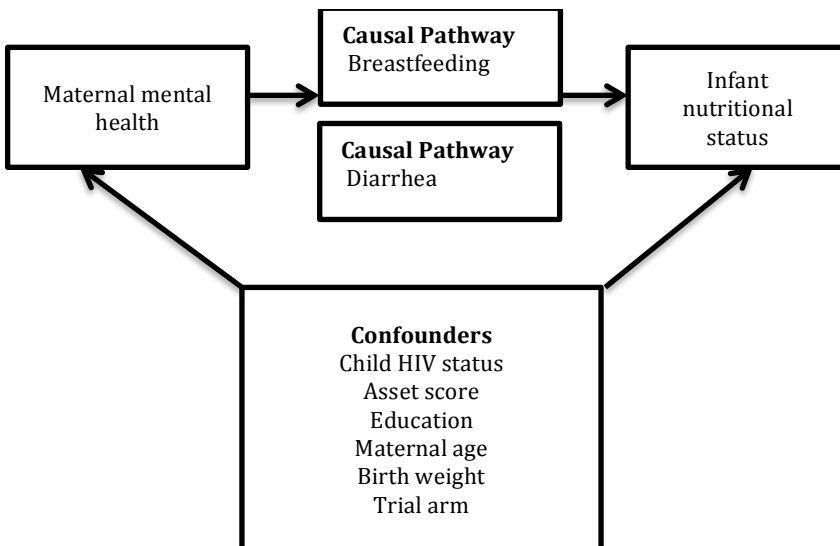 Maternal mental
health
Causal Pathway
Breastfeeding
Causal Pathway
Diarrhea
Infant
nutritional
status
Confounders
Child HIV status
Asset score
Education
Maternal age
Birth weight
Trial arm